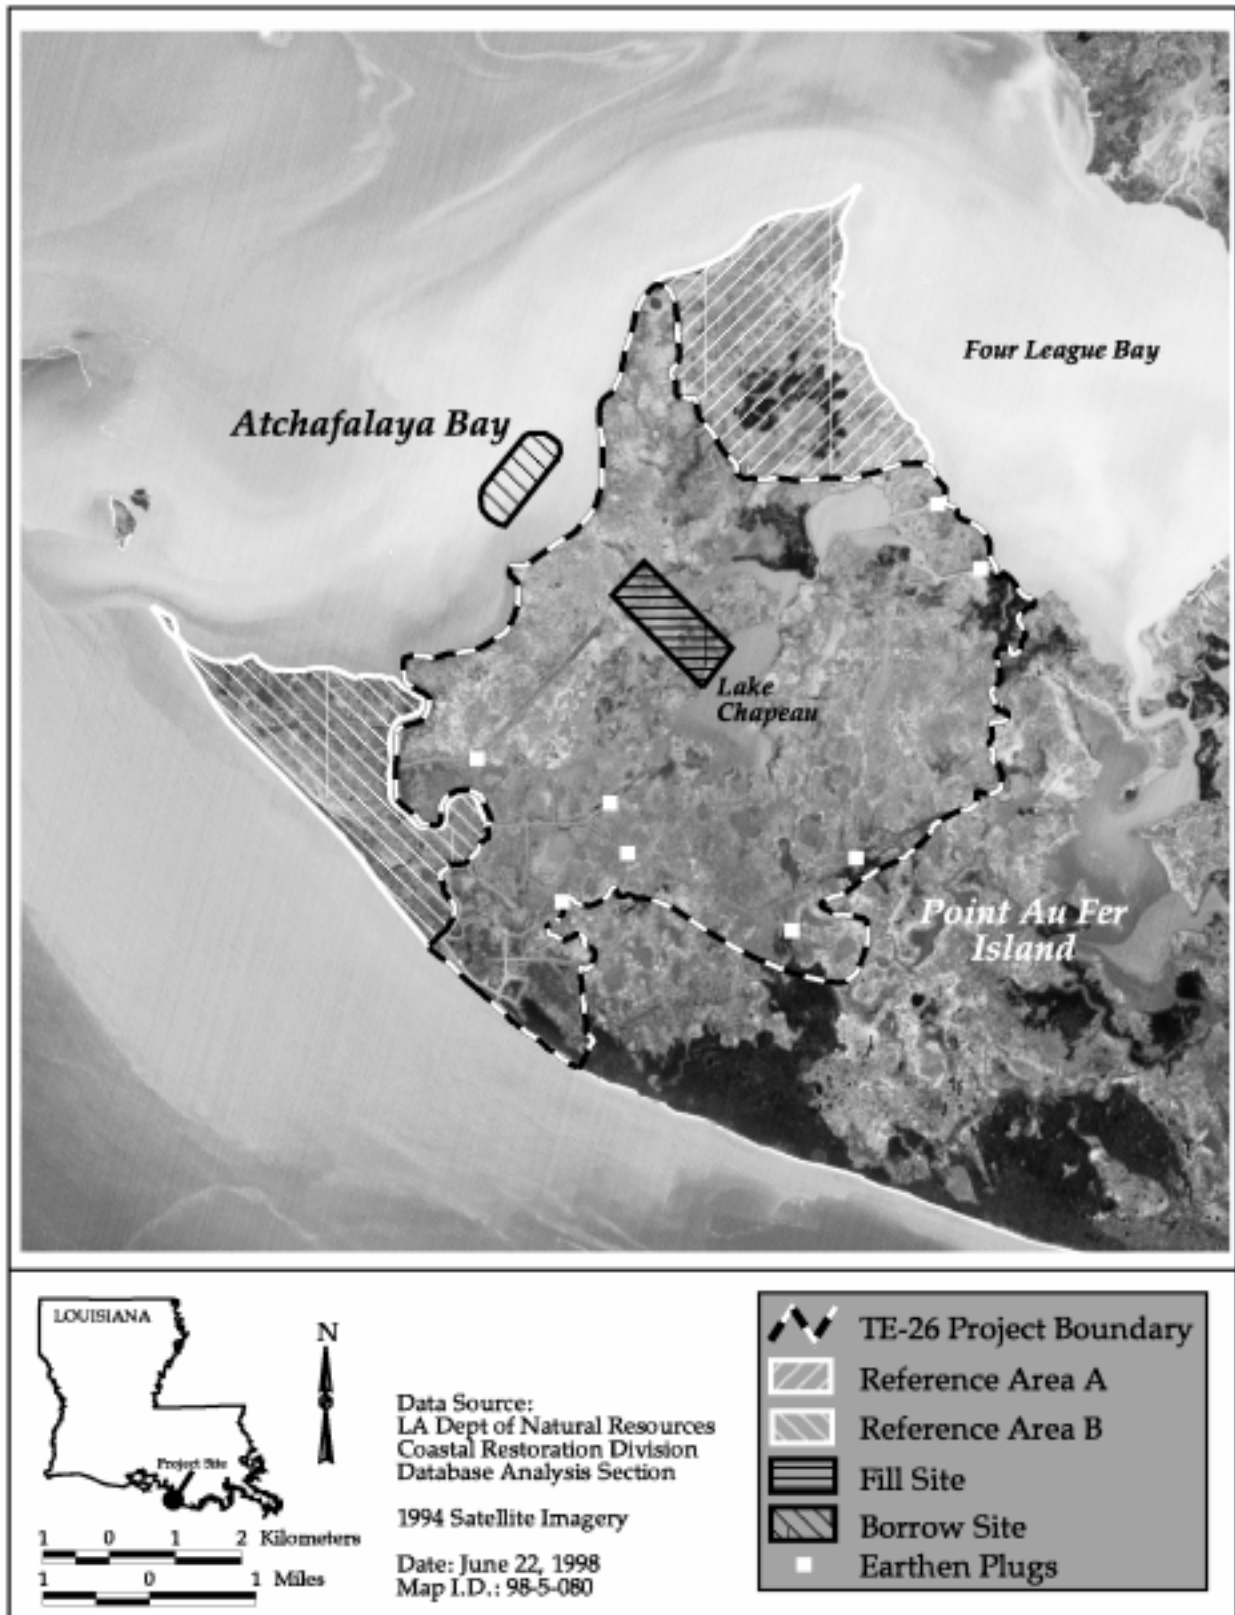 Four League Bay
Atchafalaya Bay
Lake
Chapeau
Point Au Fer
Island
LOUISIANA
Project Site
N
1 0 1 2 Kilometers
1 0 1 Miles
Data Source:
LA Dept of Natural Resources
Coastal Restoration Division
Database Analysis Section
1994 Satellite Imagery
Date: June 22, 1998
Map I.D.: 98-5-080
TE-26 Project Boundary
Reference Area A
Reference Area B
Fill Site
Borrow Site
Earthen Plugs